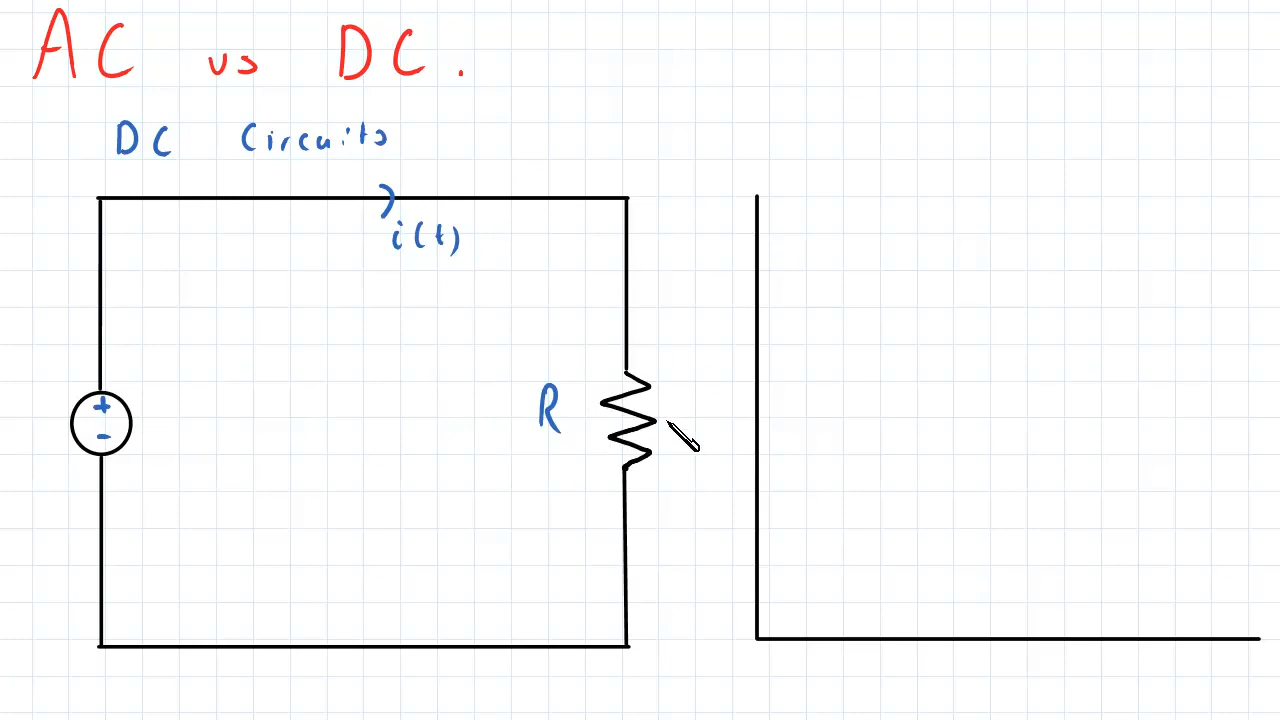 AC vs DC.
DC Circuits
i(t)
+
-
R